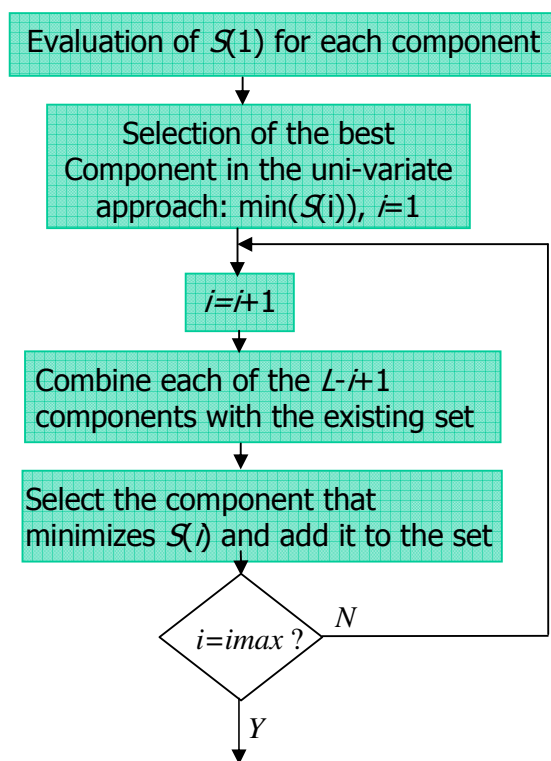 Evaluation of S(1) for each component
Selection of the best
Component in the uni-variate
approach: min(S(i)), i=1
i=i+1
Combine each of the L-i+1
components with the existing set
Select the component that
minimizes S(i) and add it to the set
i=imax ?
N
Y